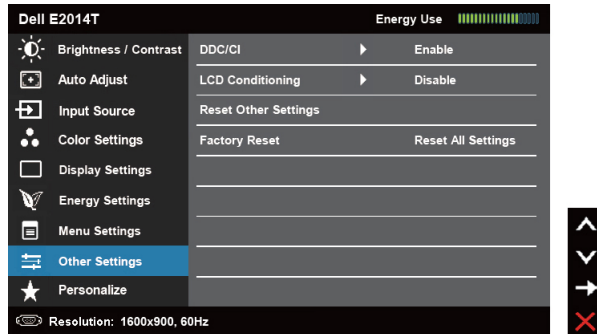 Dell E2014T Energy Use
Brightness / Contrast DDC/CI Enable
Auto Adjust LCD Conditioning Disable
Input Source Reset Other Settings
Color Settings Factory Reset Reset All Settings
Display Settings
Energy Settings
Menu Settings
Other Settings
Personalize
Resolution: 1600x900, 60Hz